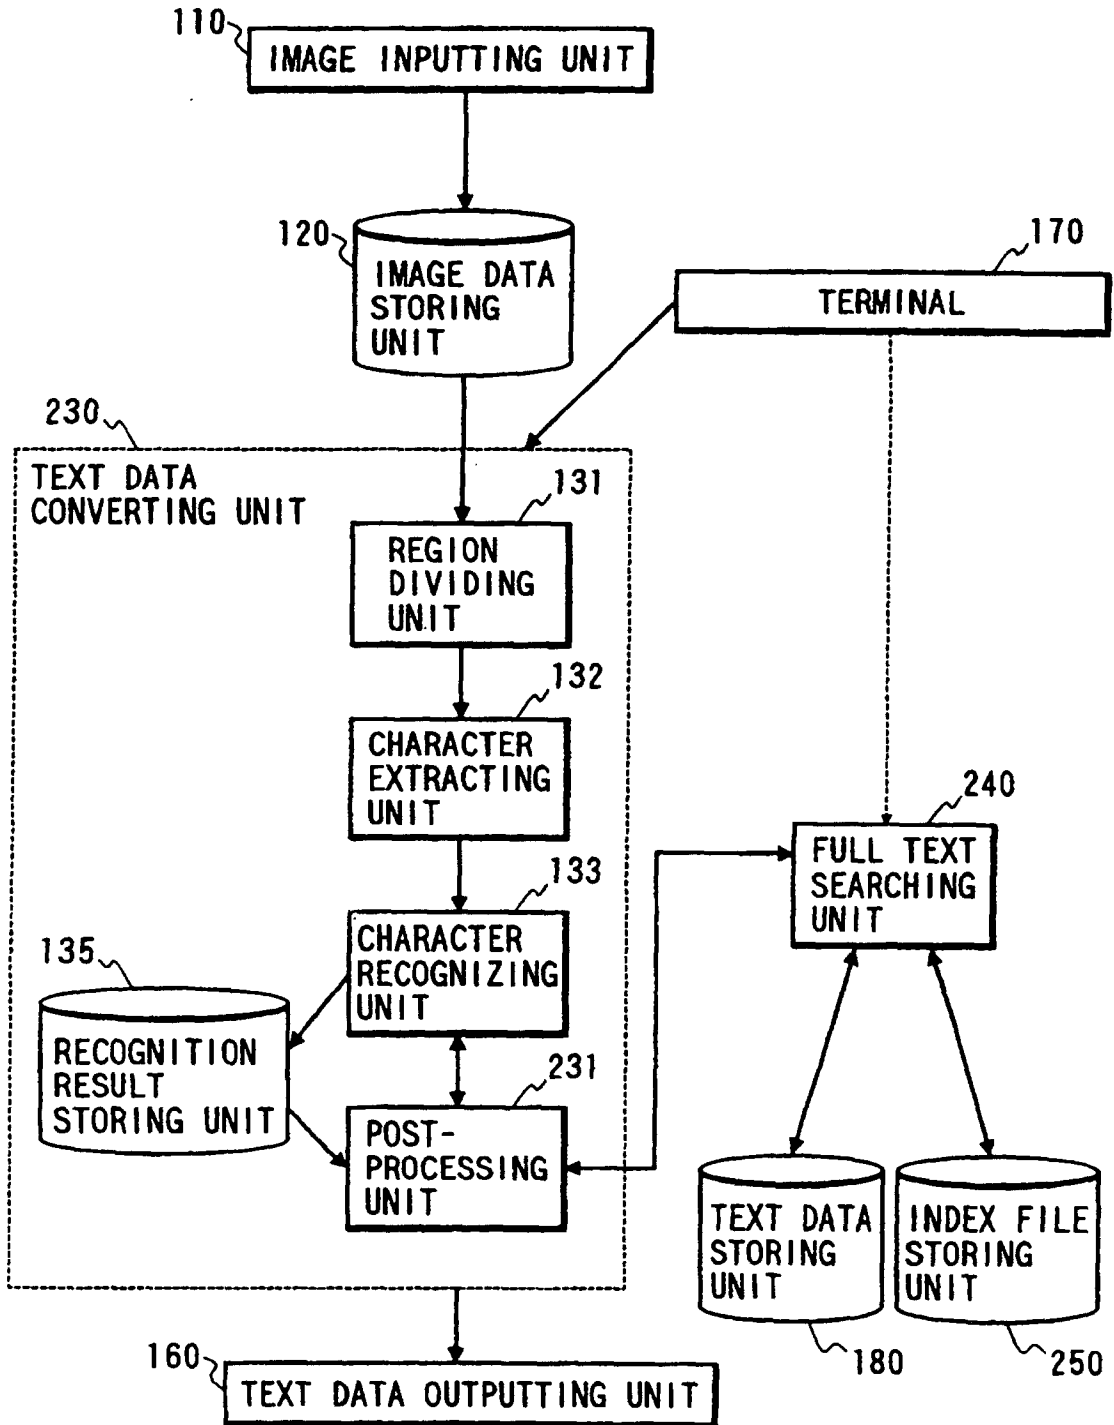 110
IMAGE INPUTTING UNIT
120
IMAGE DATA
STORING
UNIT
170
TERMINAL
230
TEXT DATA
CONVERTING UNIT
131
REGION
DIVIDING
UNIT
132
CHARACTER
EXTRACTING
UNIT
240
FULL TEXT
SEARCHING
UNIT
133
CHARACTER
RECOGNIZING
UNIT
135
RECOGNITION
RESULT
STORING UNIT
231
POST-
PROCESSING
UNIT
TEXT DATA
STORING
UNIT
180
INDEX FILE
STORING
UNIT
250
160
TEXT DATA OUTPUTTING UNIT